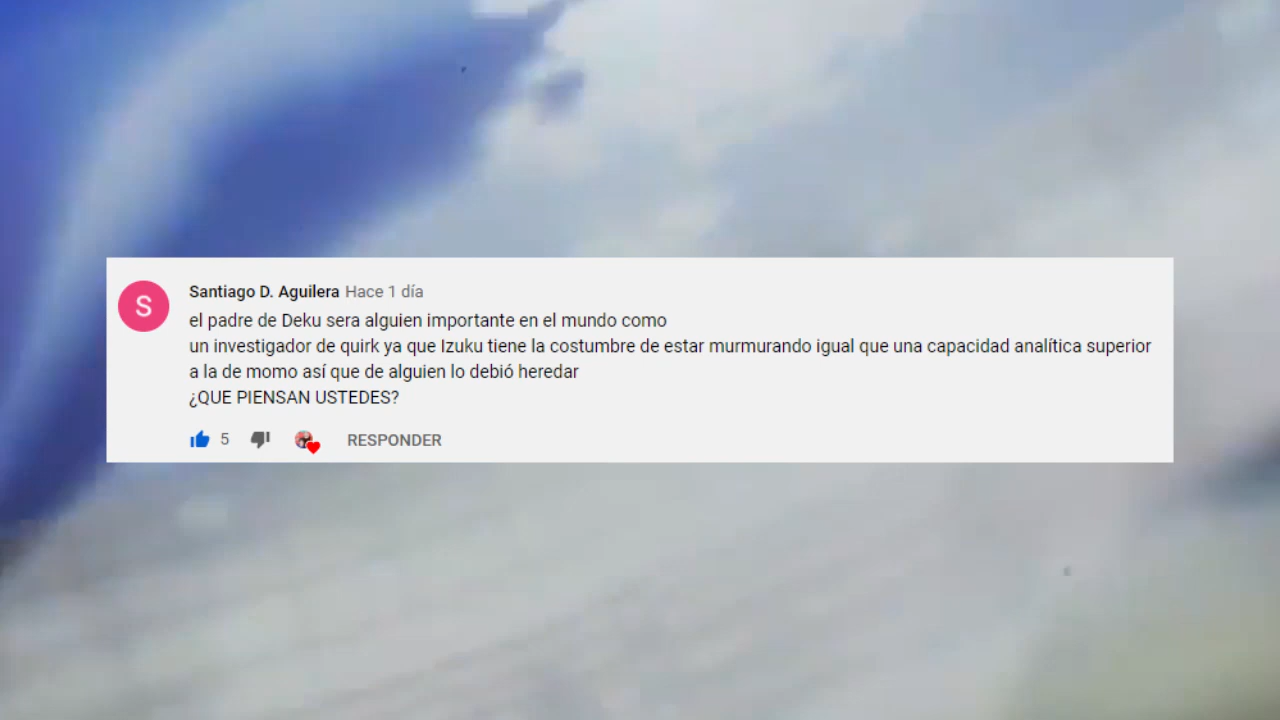 S
Santiago D. Aguilera Hace 1 día
el padre de Deku sera alguien importante en el mundo como
un investigador de quirk ya que Izuku tiene la costumbre de estar murmurando igual que una capacidad analítica superior
a la de momo así que de alguien lo debió heredar
¿QUE PIENSAN USTEDES?
5 RESPONDER